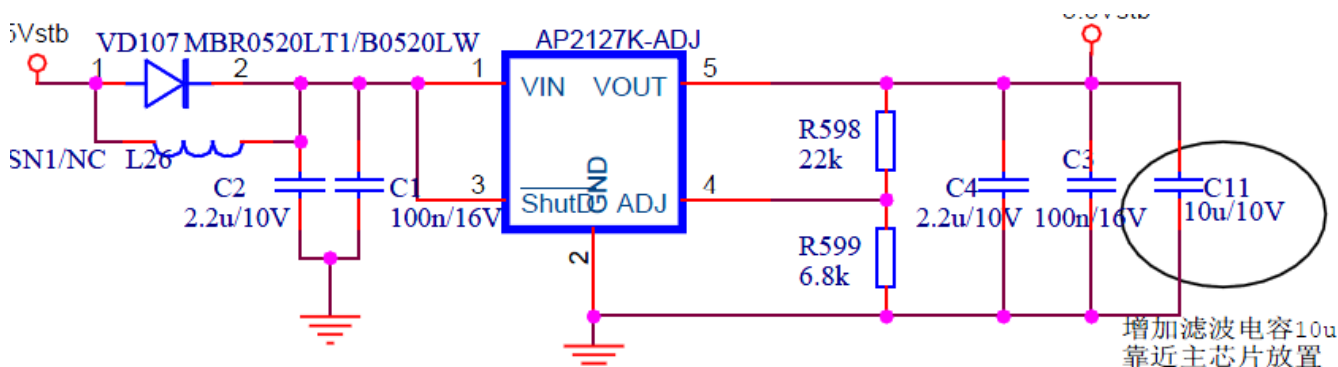 5Vstb
VD107 MBR0520LT1/B0520LW
AP2127K-ADJ
1
2
1
VIN
VOUT
5
SN1/NC
L26
R598
22k
C2
2.2u/10V
C1
100n/16V
3
ShutD
GND
ADJ
4
C4
2.2u/10V
C3
100n/16V
C11
10u/10V
2
R599
6.8k
增加滤波电容10u
靠近主芯片放置